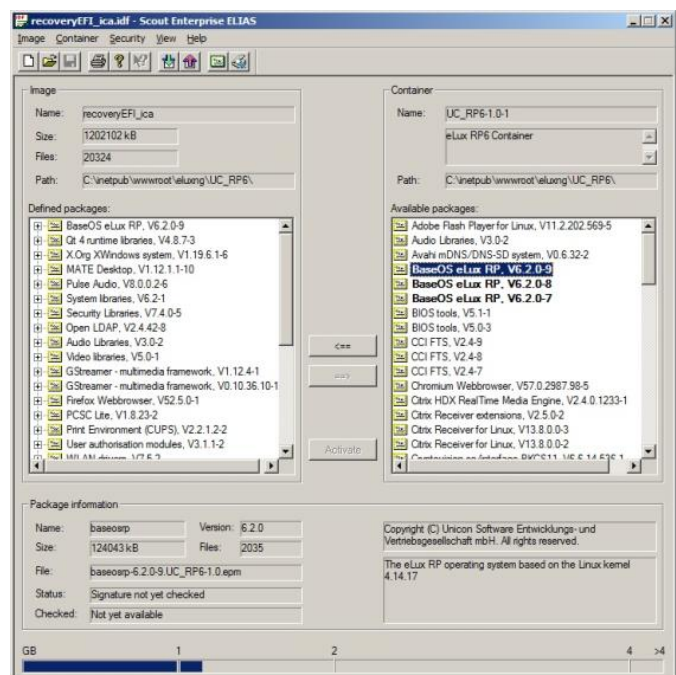 recoveryEFI_ica.idf - Scout Enterprise ELIAS
Image Container Security View Help
Image
Name: recoveryEFI_ica
Size: 1202102 kB
Files: 20324
Path: C:\inetpub\wwwroot\eluxng\UC_RP6\
Defined packages:
BaseOS eLux RP, V6.2.0-9
Qt 4 runtime libraries, V4.8.7-3
X.Org XWindows system, V1.19.6.1-6
MATE Desktop, V1.12.1.1-10
Pulse Audio, V8.0.0.2-6
System libraries, V6.2-1
Security Libraries, V7.4.0-5
Open LDAP, V2.4.42-8
Audio Libraries, V3.0-2
Video libraries, V5.0-1
GStreamer - multimedia framework, V1.12.4-1
GStreamer - multimedia framework, V0.10.36.10-1
Firefox Webbrowser, V52.5.0-1
PCSC Lite, V1.8.23-2
Print Environment (CUPS), V2.2.1.2-2
User authorisation modules, V3.1.1-2
WLAN drivers, V7.5-2
<==
==>
Activate
Container
Name: UC_RP6-1.0-1
eLux RP6 Container
Path: C:\inetpub\wwwroot\eluxng\UC_RP6\
Available packages:
Adobe Flash Player for Linux, V11.2.202.569-5
Audio Libraries, V3.0-2
Avahi mDNS/DNS-SD system, V0.6.32-2
BaseOS eLux RP, V6.2.0-9
BaseOS eLux RP, V6.2.0-8
BaseOS eLux RP, V6.2.0-7
BIOS tools, V5.1-1
BIOS tools, V5.0-3
CCI FTS, V2.4-9
CCI FTS, V2.4-8
CCI FTS, V2.4-7
Chromium Webbrowser, V57.0.2987.98-5
Citrix HDX RealTime Media Engine, V2.4.0.1233-1
Citrix Receiver extensions, V2.5.0-2
Citrix Receiver for Linux, V13.8.0.0-3
Citrix Receiver for Linux, V13.8.0.0-2
Package information
Name: baseosrp Version: 6.2.0
Size: 124043 kB Files: 2035
File: baseosrp-6.2.0-9.UC_RP6-1.0.epm
Status: Signature not yet checked
Checked: Not yet available
Copyright (C) Unicon Software Entwicklungs- und
Vertriebsgesellschaft mbH. All rights reserved.
The eLux RP operating system based on the Linux kernel
4.14.17
GB 1 2 4 >4